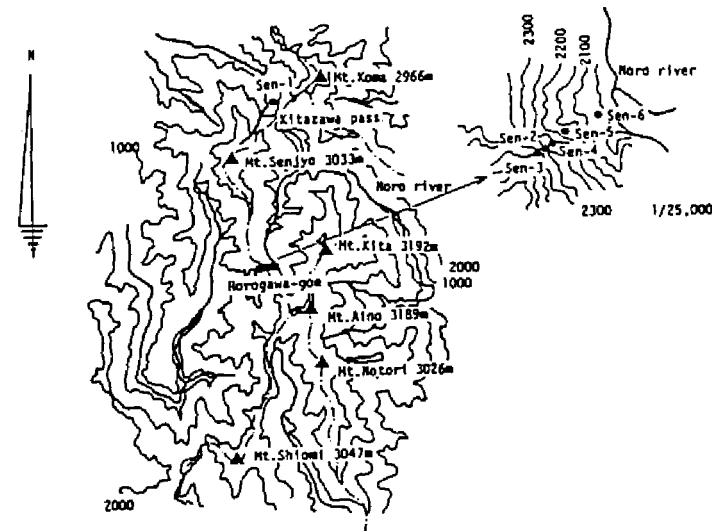 N
Sen-1
Mt.Koma 2966m
Kitazawa pass
1000
Mt.Senjyo 3033m
Noro river
Mt.Kita 3192m
2000
1000
Norogawa-goe
Mt.Aino 3189m
Mt.Notori 3026m
Mt.Shiomi 3047m
2000
2300
2200
2100
Noro river
Sen-6
Sen-2
Sen-5
Sen-4
Sen-3
2300
1/25,000